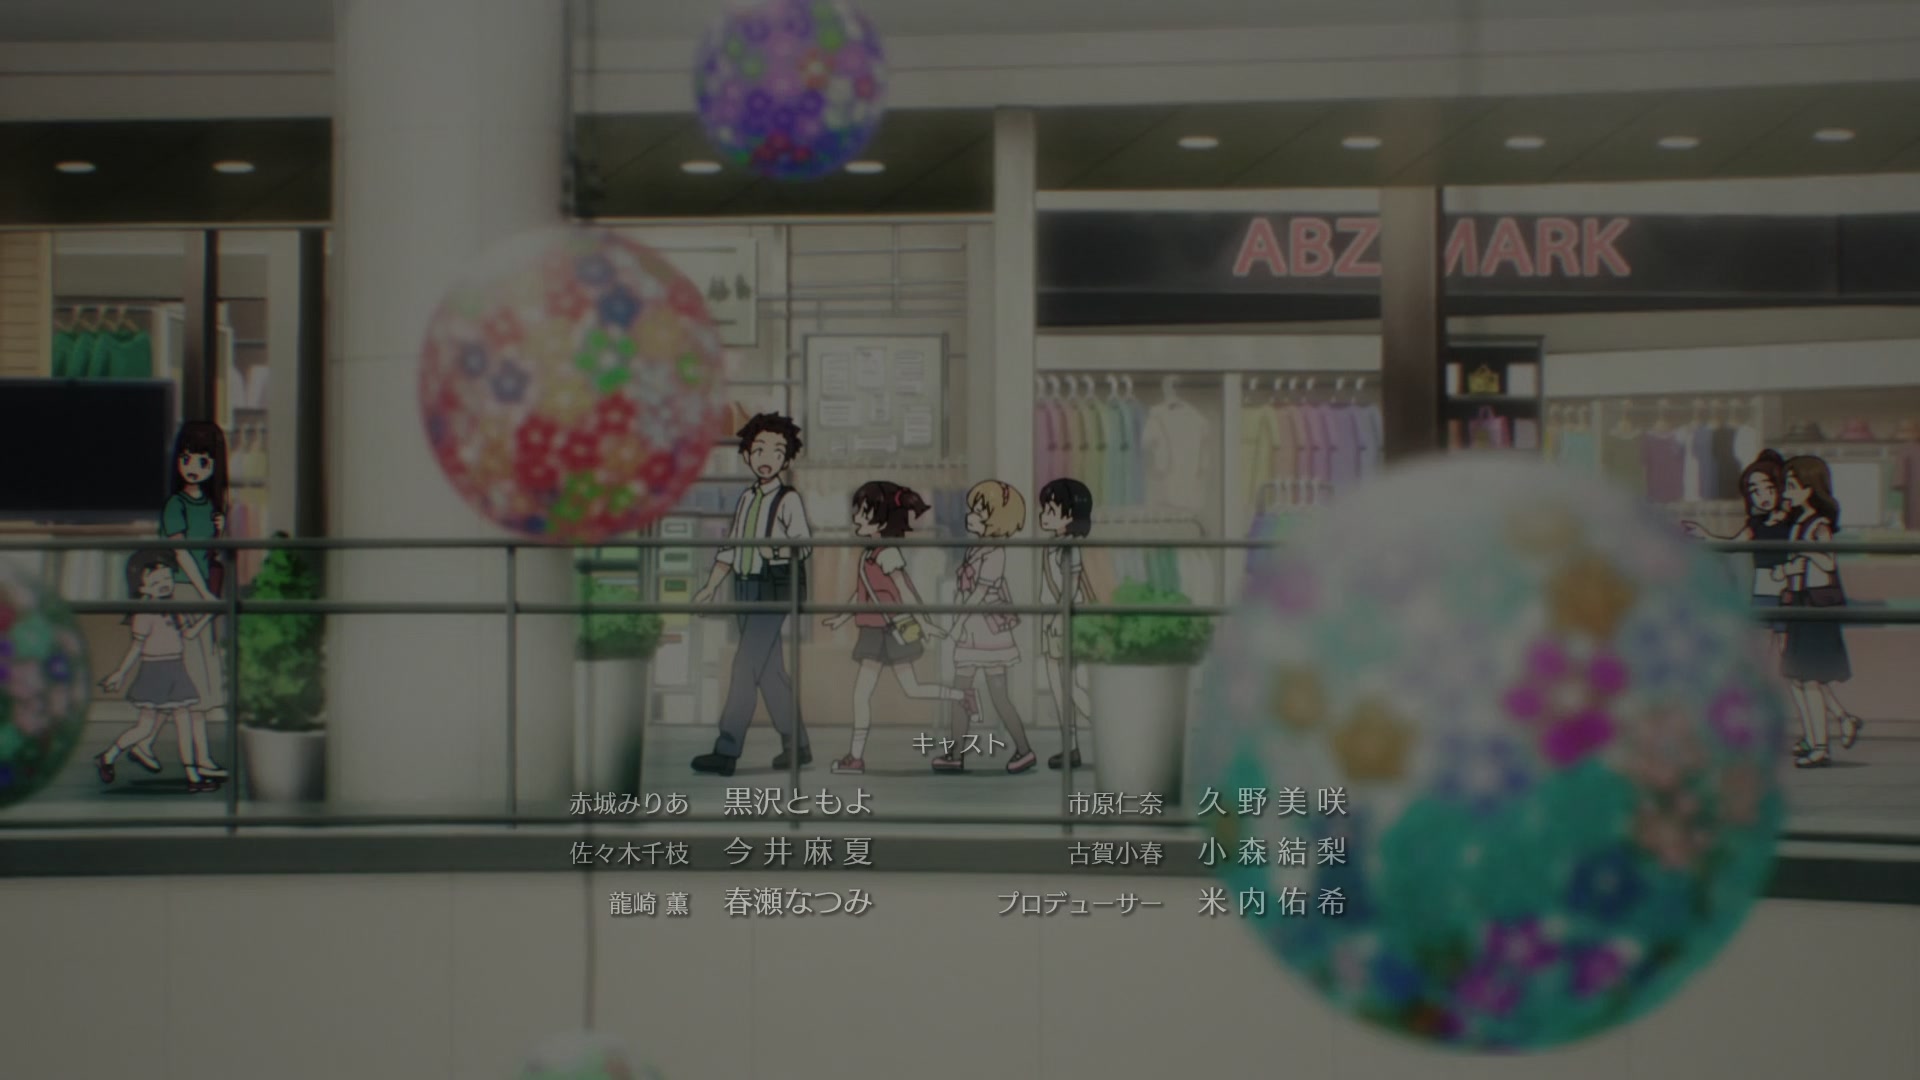 ABZ MARK
キャスト
赤城みりあ 黒沢ともよ 市原仁奈 久野美咲
佐々木千枝 今井麻夏 古賀小春 小森結梨
龍崎 薫 春瀬なつみ プロデューサー 米内佑希